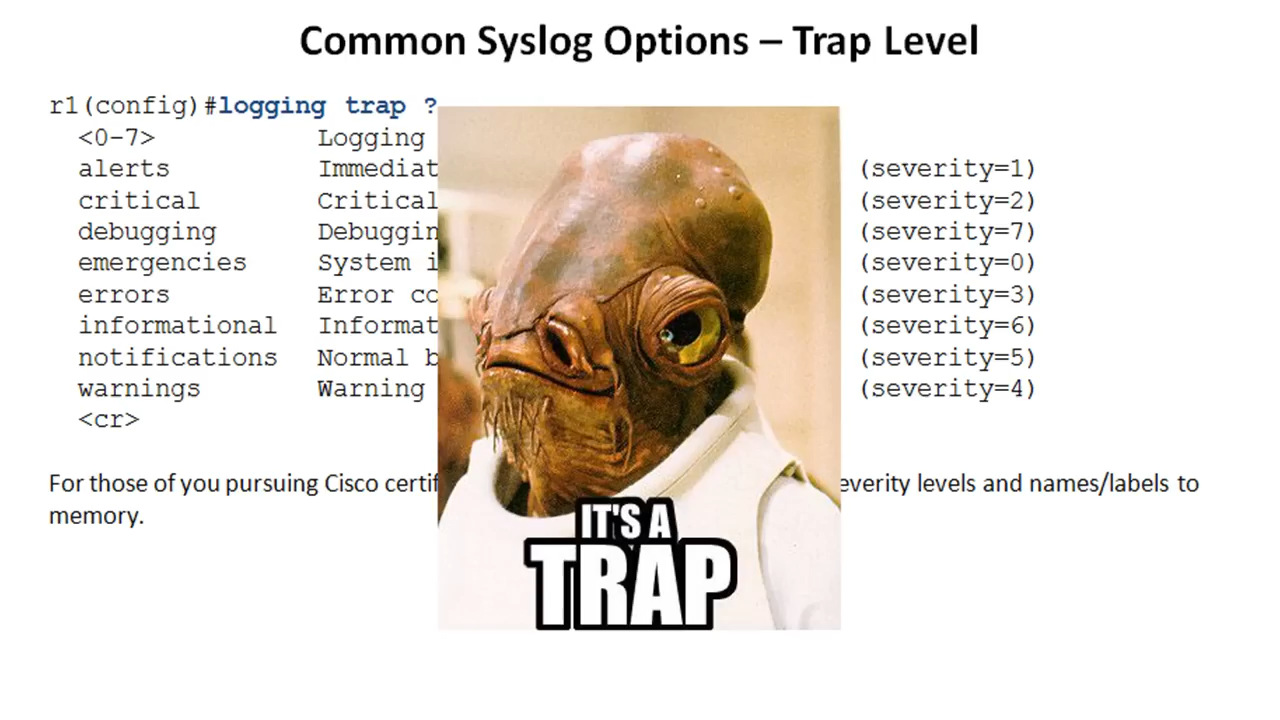 Common Syslog Options – Trap Level
r1(config)#logging trap ?
<0-7> Logging
alerts Immediat (severity=1)
critical Critical (severity=2)
debugging Debuggin (severity=7)
emergencies System i (severity=0)
errors Error co (severity=3)
informational Informat (severity=6)
notifications Normal b (severity=5)
warnings Warning (severity=4)
<cr>
For those of you pursuing Cisco certif everity levels and names/labels to
memory.
IT'S A
TRAP